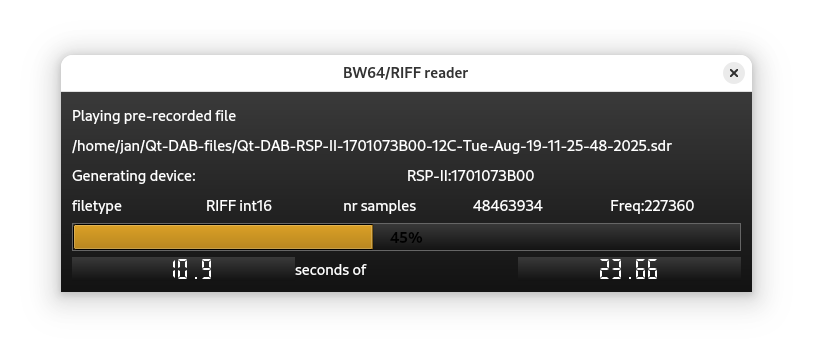 BW64/RIFF reader
Playing pre-recorded file
/home/jan/Qt-DAB-files/Qt-DAB-RSP-II-1701073B00-12C-Tue-Aug-19-11-25-48-2025.sdr
Generating device: RSP-II:1701073B00
filetype RIFF int16 nr samples 48463934 Freq:227360
45%
10.9 seconds of 23.66